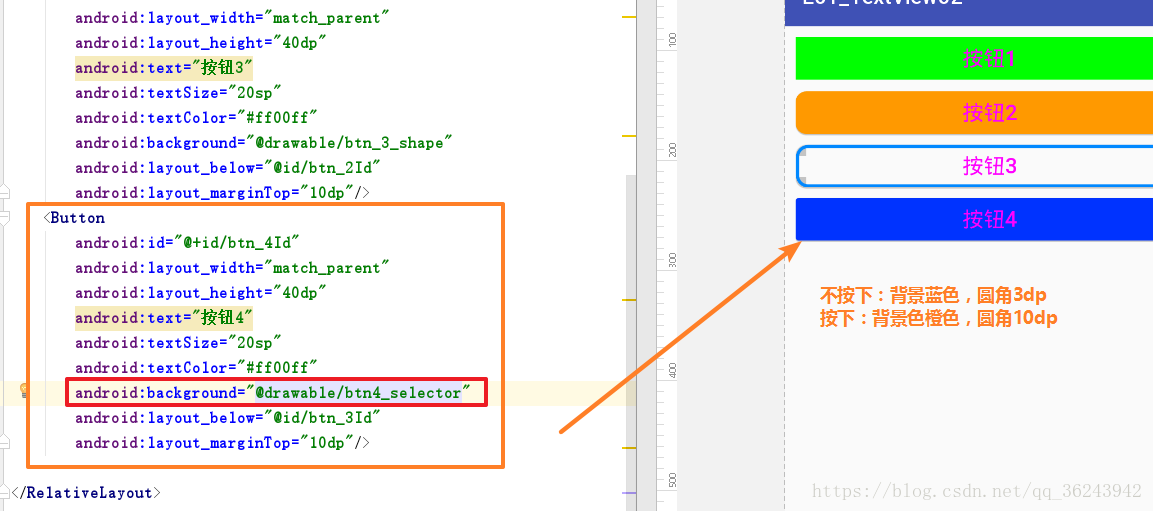 android:layout_width="match_parent"
android:layout_height="40dp"
android:text="按钮3"
android:textSize="20sp"
android:textColor="#ff00ff"
android:background="@drawable/btn_3_shape"
android:layout_below="@id/btn_2Id"
android:layout_marginTop="10dp"/>
<Button
android:id="@+id/btn_4Id"
android:layout_width="match_parent"
android:layout_height="40dp"
android:text="按钮4"
android:textSize="20sp"
android:textColor="#ff00ff"
android:background="@drawable/btn4_selector"
android:layout_below="@id/btn_3Id"
android:layout_marginTop="10dp"/>
</RelativeLayout>
100
200
300
400
500
按钮1
按钮2
按钮3
按钮4
不按下：背景蓝色，圆角3dp
按下：背景色橙色，圆角10dp
https://blog.csdn.net/qq_36243942